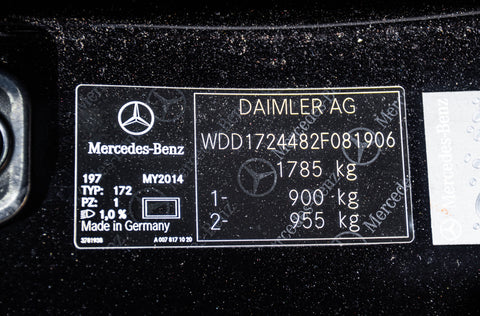 Mercedes-Benz
197 MY2014
TYP: 172
PZ: 1
1,0 %
Made in Germany
A 007 817 10 20
DAIMLER AG
WDD1724482F081906
1785 kg
1- 900 kg
2- 955 kg